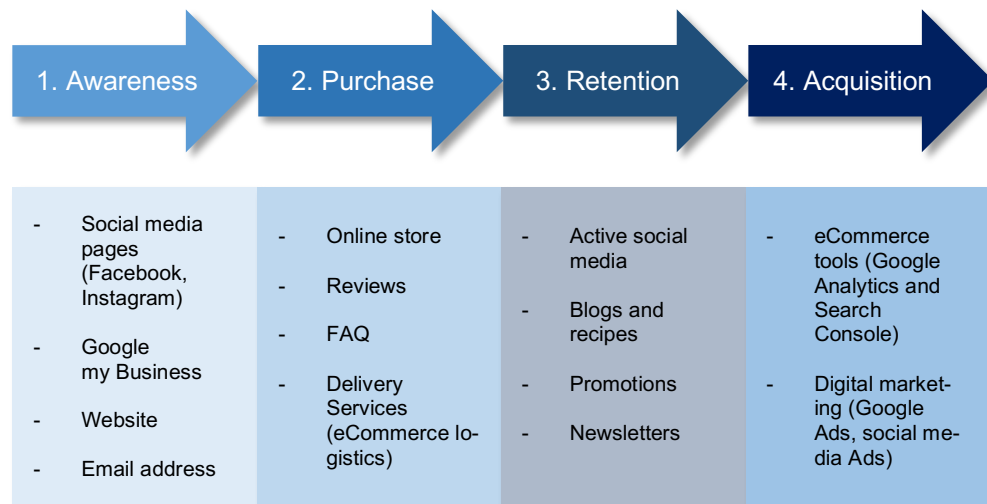 1. Awareness
2. Purchase
3. Retention
4. Acquisition
- Social media
pages
(Facebook,
Instagram)
- Google
my Business
- Website
- Email address
- Online store
- Reviews
- FAQ
- Delivery
Services
(eCommerce lo-
gistics)
- Active social
media
- Blogs and
recipes
- Promotions
- Newsletters
- eCommerce
tools (Google
Analytics and
Search
Console)
- Digital market-
ing (Google
Ads, social me-
dia Ads)